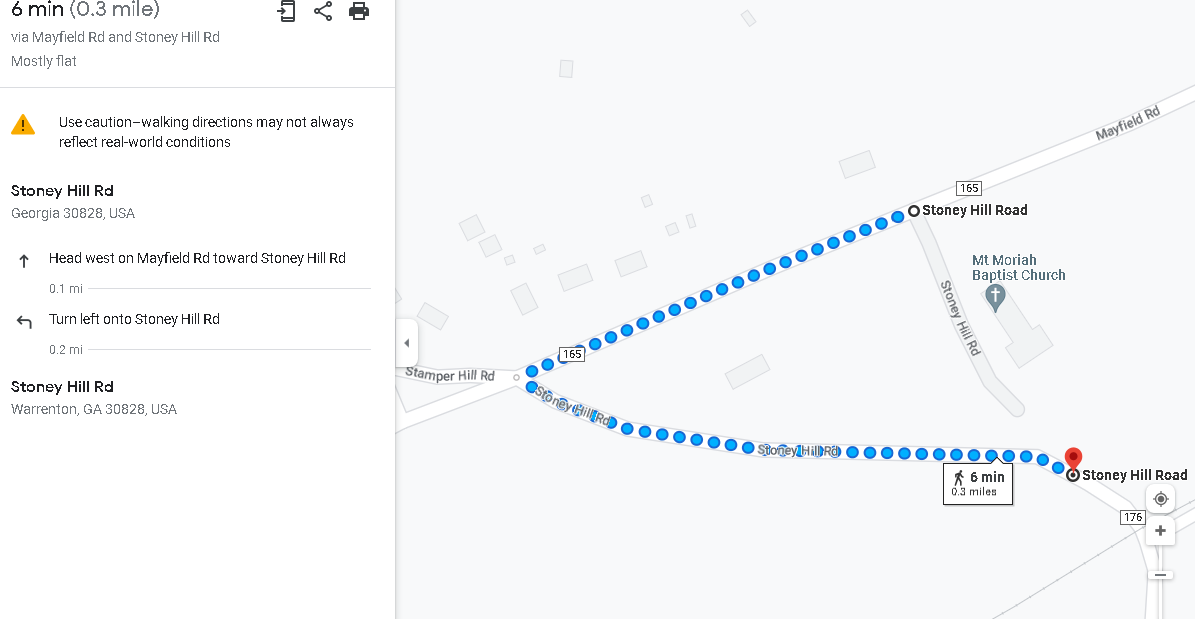 6 min (0.3 mile)
via Mayfield Rd and Stoney Hill Rd
Mostly flat
Use caution–walking directions may not always
reflect real-world conditions
Stoney Hill Rd
Georgia 30828, USA
Head west on Mayfield Rd toward Stoney Hill Rd
0.1 mi
Turn left onto Stoney Hill Rd
0.2 mi
Stoney Hill Rd
Warrenton, GA 30828, USA
Mayfield Rd
165
Stoney Hill Road
Mt Moriah
Baptist Church
Stoney Hill Rd
165
Stamper Hill Rd
Stoney Hill Rd
Stoney Hill Rd
6 min
0.3 miles
Stoney Hill Road
176